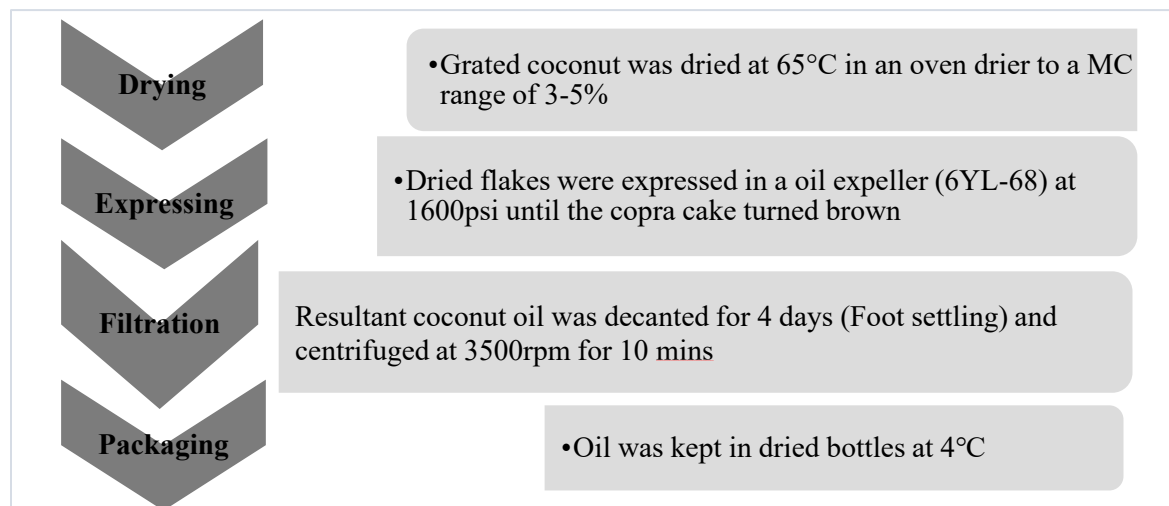 Drying
•Grated coconut was dried at 65°C in an oven drier to a MC
range of 3-5%
Expressing
•Dried flakes were expressed in a oil expeller (6YL-68) at
1600psi until the copra cake turned brown
Filtration
Resultant coconut oil was decanted for 4 days (Foot settling) and
centrifuged at 3500rpm for 10 mins
Packaging
•Oil was kept in dried bottles at 4°C